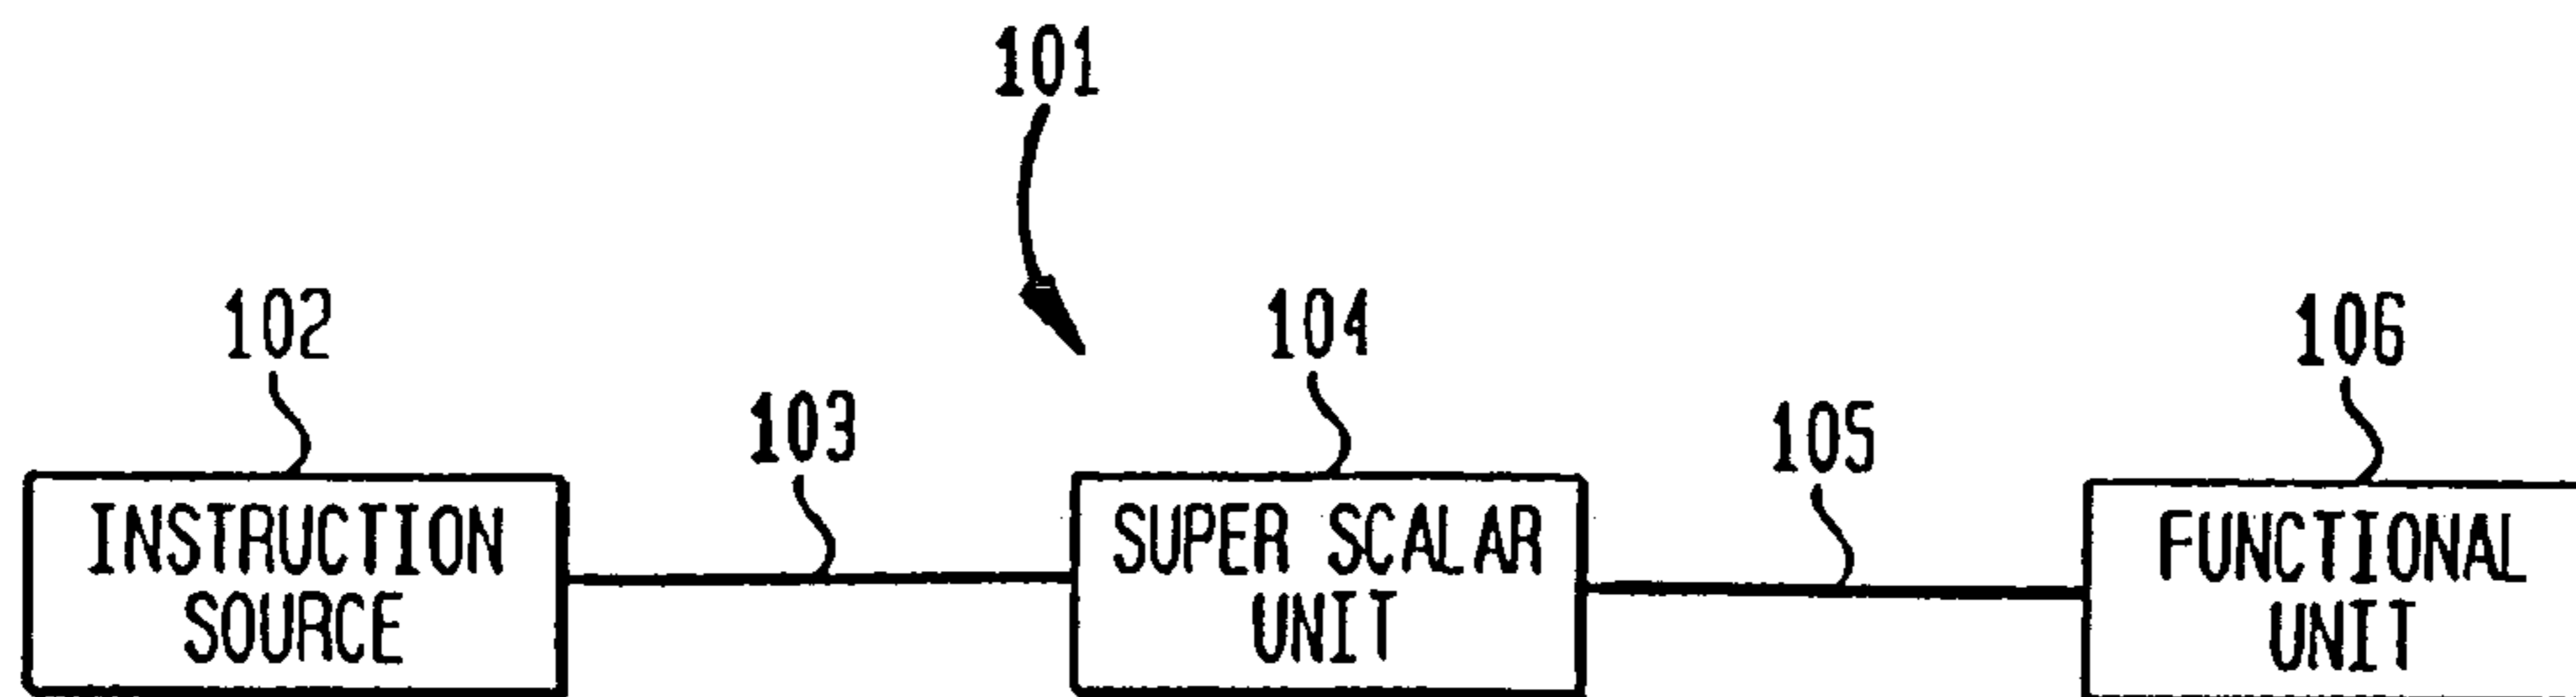 101
102
104
106
103
105
INSTRUCTION
SOURCE
SUPER SCALAR
UNIT
FUNCTIONAL
UNIT